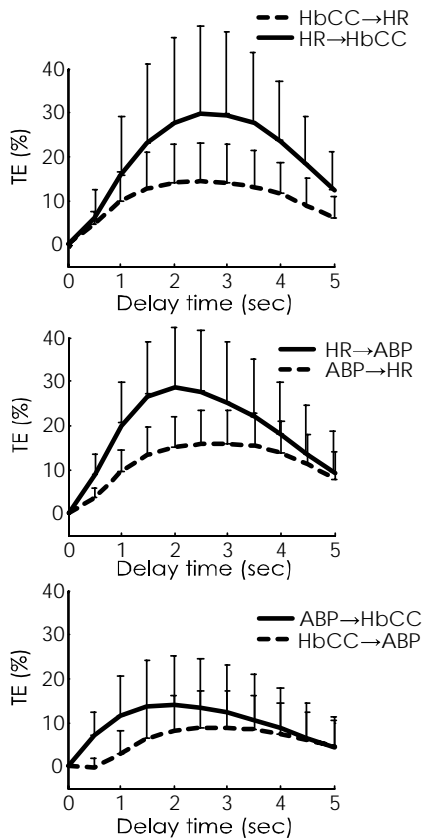 HbCC→HR
HR→HbCC
40
30
20
10
0
TE (%)
0 1 2 3 4 5
Delay time (sec)
HR→ABP
ABP→HR
40
30
20
10
0
TE (%)
0 1 2 3 4 5
Delay time (sec)
ABP→HbCC
HbCC→ABP
40
30
20
10
0
TE (%)
0 1 2 3 4 5
Delay time (sec)